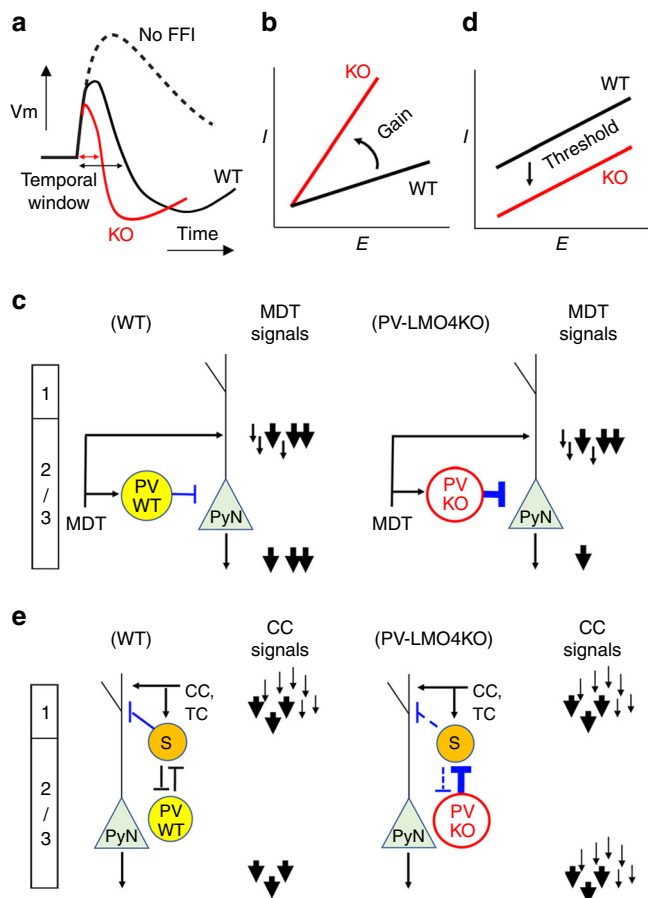 a
No FFI
Vm
Temporal
window
WT
KO
Time
b
KO
I
Gain
WT
E
d
WT
I
Threshold
KO
E
c
(WT)
MDT
signals
(PV-LMO4KO)
MDT
signals
1
2
/
3
MDT
PV
WT
PyN
MDT
PV
KO
PyN
e
(WT)
CC
signals
(PV-LMO4KO)
CC
signals
1
2
/
3
CC,
TC
S
PV
WT
PyN
CC,
TC
S
PV
KO
PyN